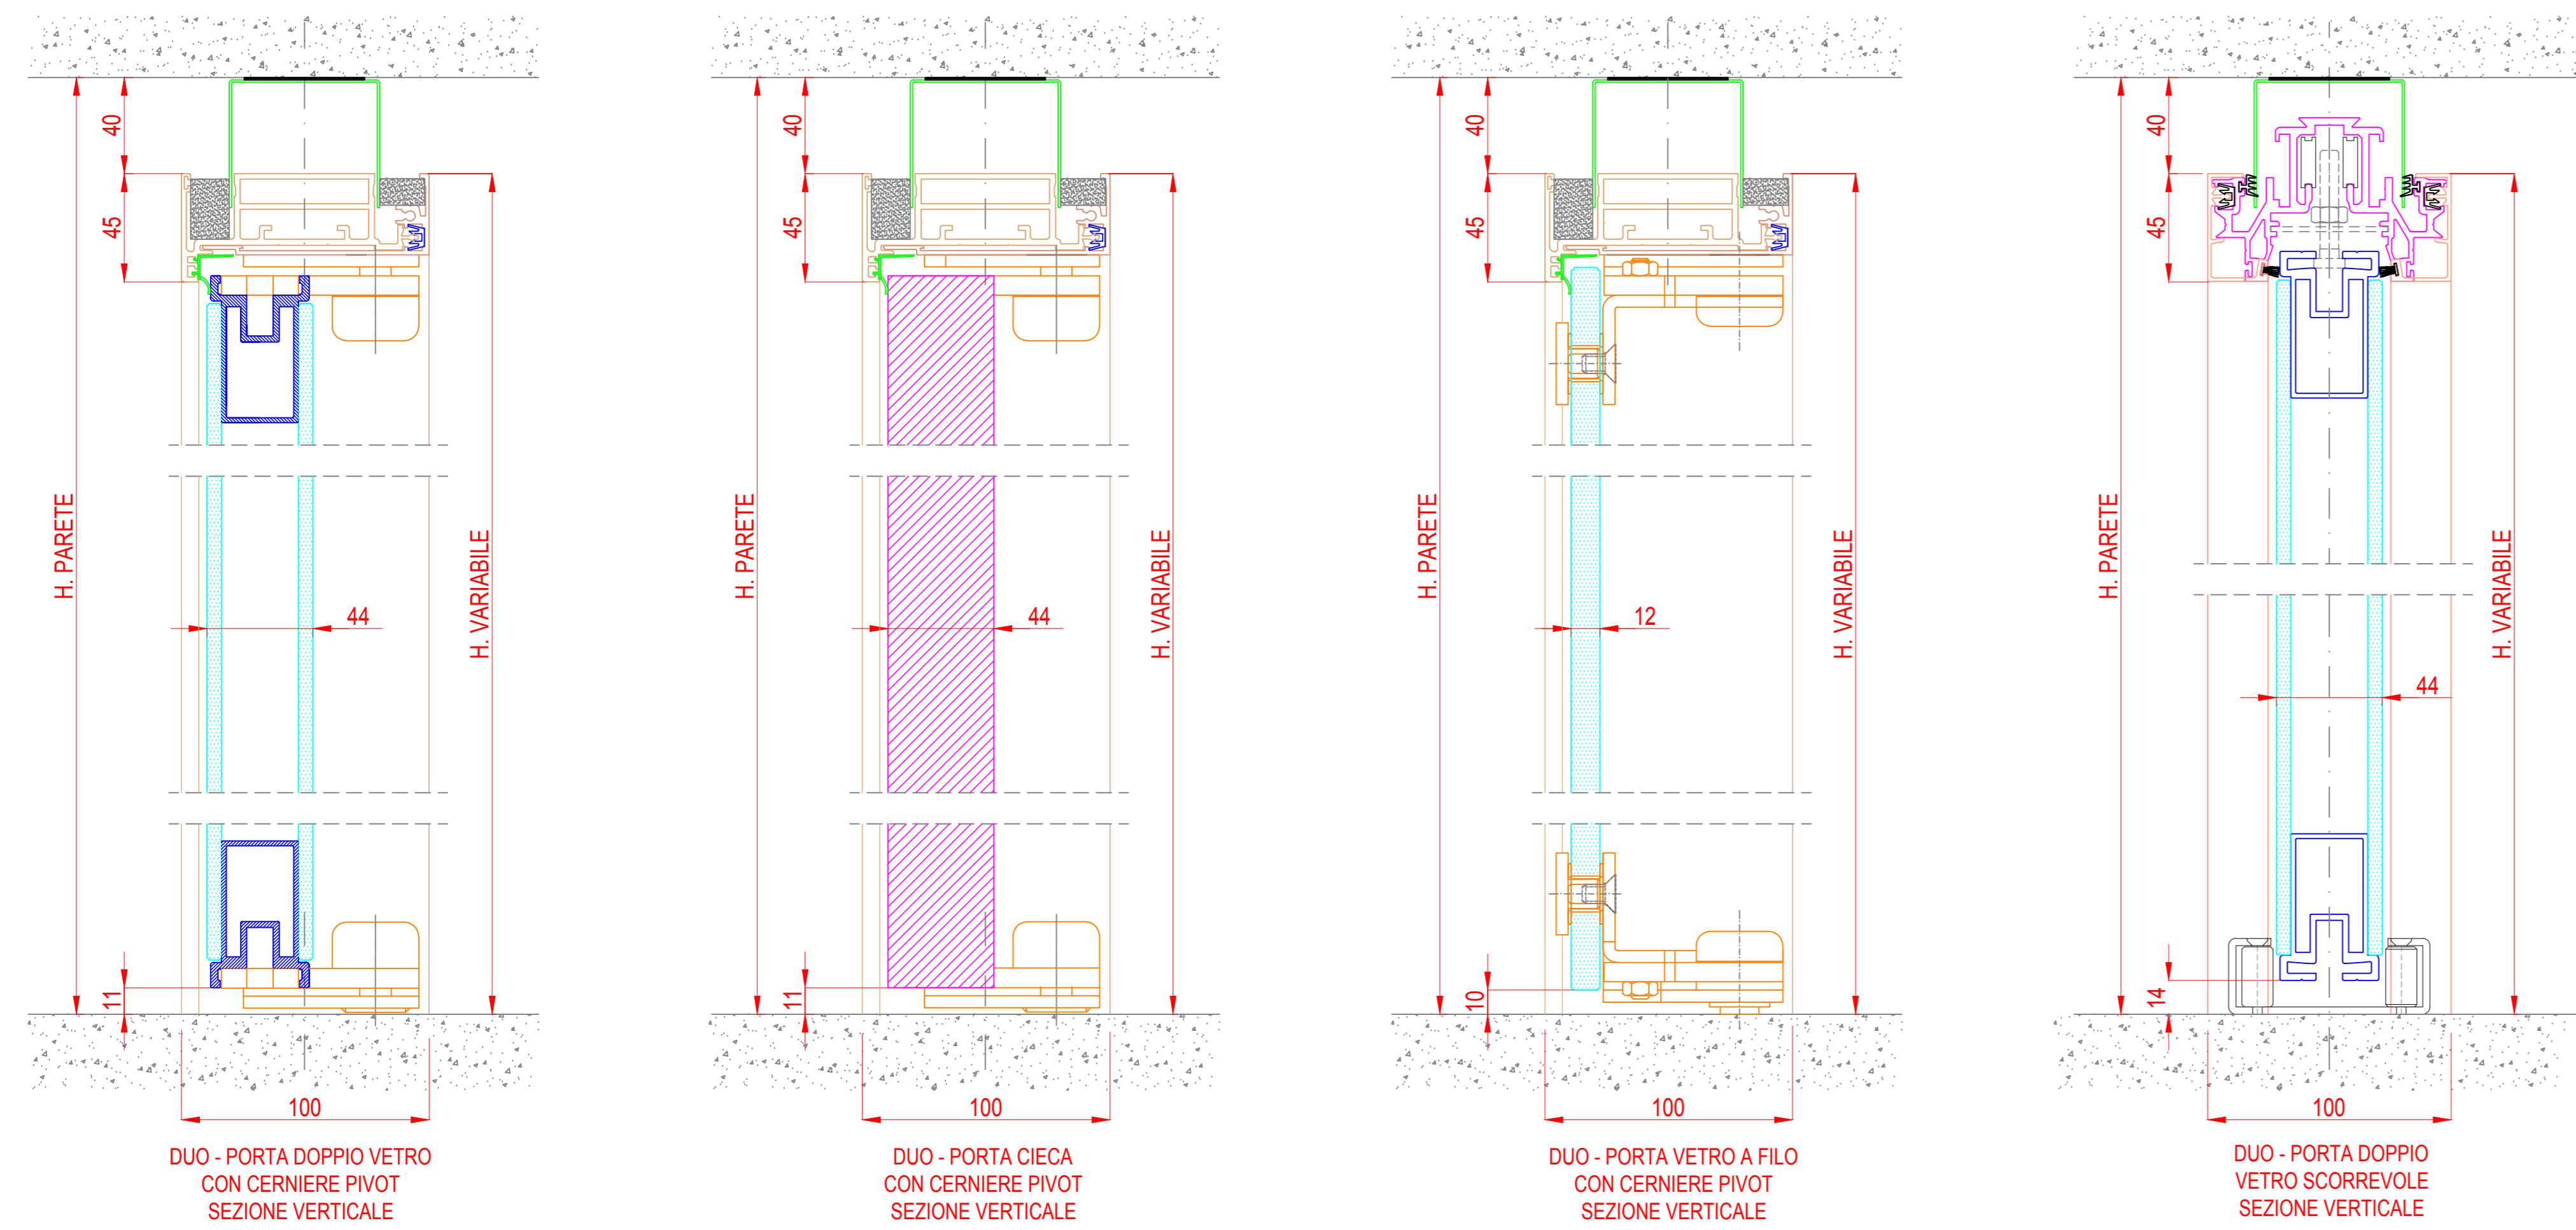 40
45
H. PARETE
H. VARIABILE
44
11
100
DUO - PORTA DOPPIO VETRO
CON CERNIERE PIVOT
SEZIONE VERTICALE
40
45
H. PARETE
H. VARIABILE
44
11
100
DUO - PORTA CIECA
CON CERNIERE PIVOT
SEZIONE VERTICALE
40
45
H. PARETE
H. VARIABILE
12
10
100
DUO - PORTA VETRO A FILO
CON CERNIERE PIVOT
SEZIONE VERTICALE
40
45
H. PARETE
H. VARIABILE
44
14
100
DUO - PORTA DOPPIO
VETRO SCORREVOLE
SEZIONE VERTICALE